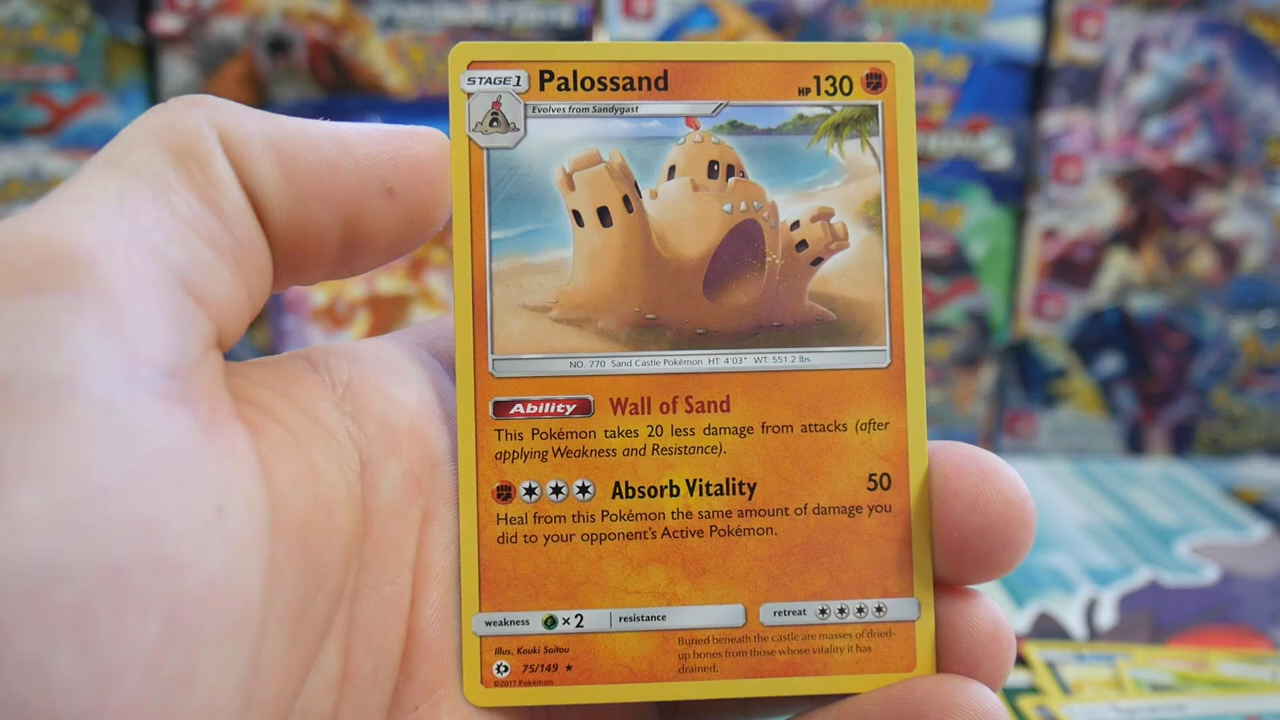 STAGE1 Palossand HP130
Evolves from Sandygast
NO. 770 Sand Castle Pokémon HT: 4'03" WT: 551.2 lbs.
Ability Wall of Sand
This Pokémon takes 20 less damage from attacks (after
applying Weakness and Resistance).
Absorb Vitality 50
Heal from this Pokémon the same amount of damage you
did to your opponent's Active Pokémon.
weakness ×2 resistance retreat
Illus. Kouki Saitou
75/149 ★
©2017 Pokémon
Buried beneath the castle are masses of dried-
up bones from those whose vitality it has
drained.